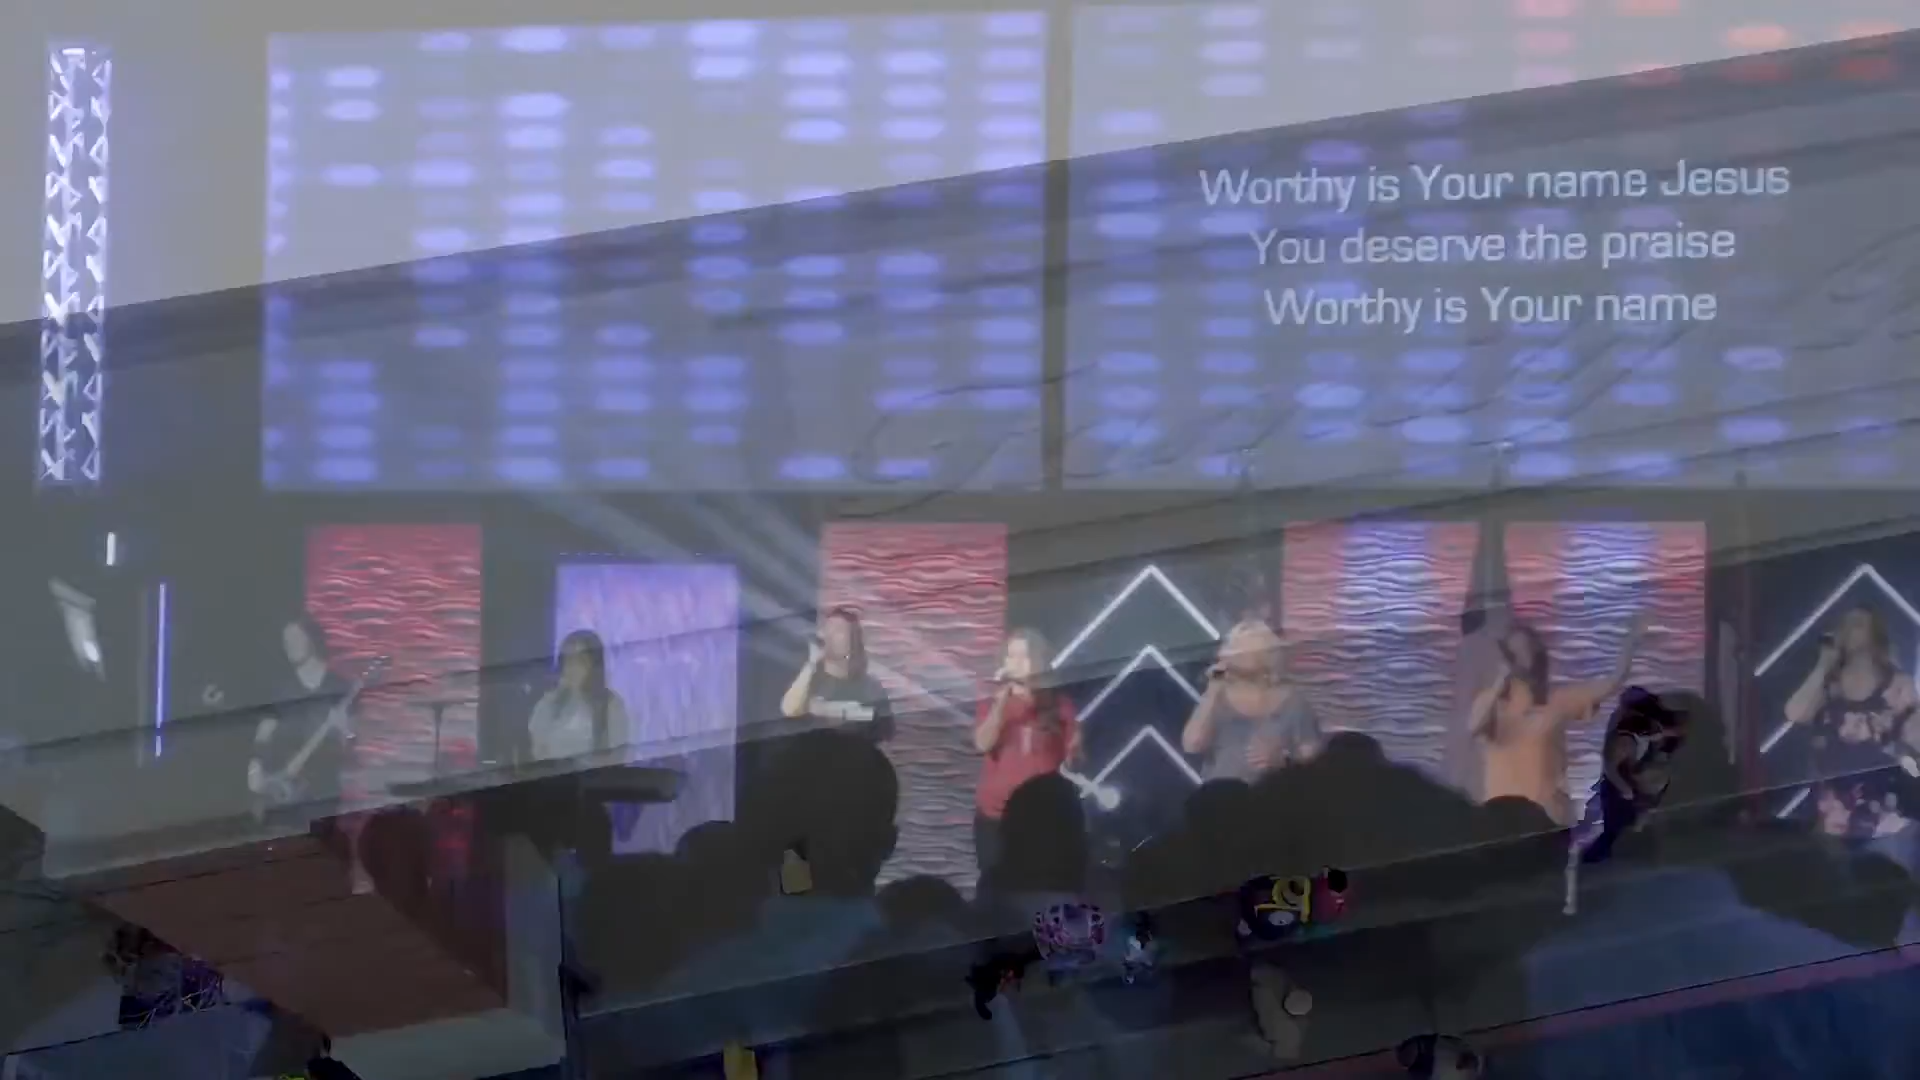 Worthy is Your name Jesus
You deserve the praise
Worthy is Your name